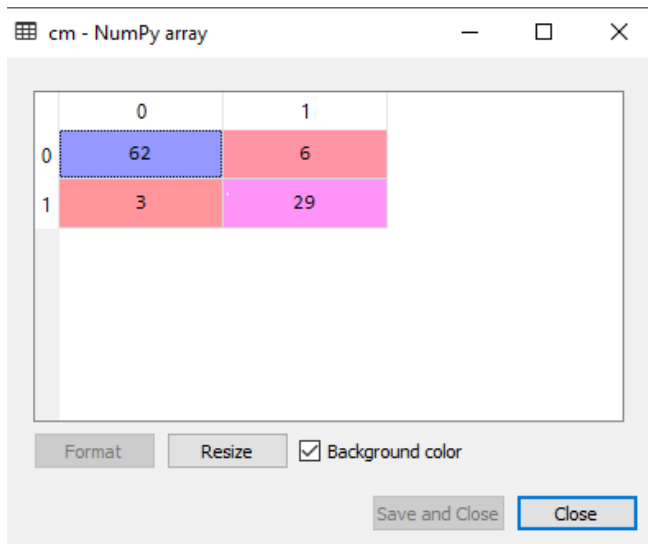 cm - NumPy array
0 1
0 62 6
1 3 29
Format Resize Background color
Save and Close Close